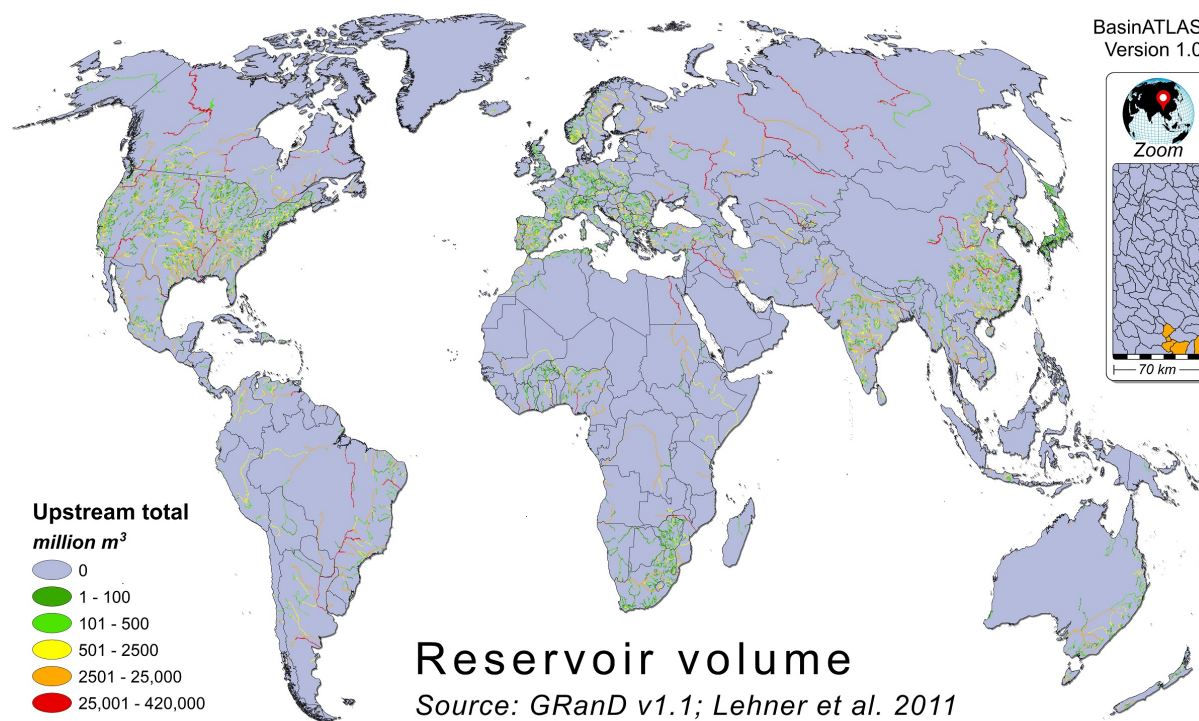 BasinATLAS
Version 1.0
Zoom
70 km
Upstream total
million m³
0
1 - 100
101 - 500
501 - 2500
2501 - 25,000
25,001 - 420,000
Reservoir volume
Source: GRanD v1.1; Lehner et al. 2011